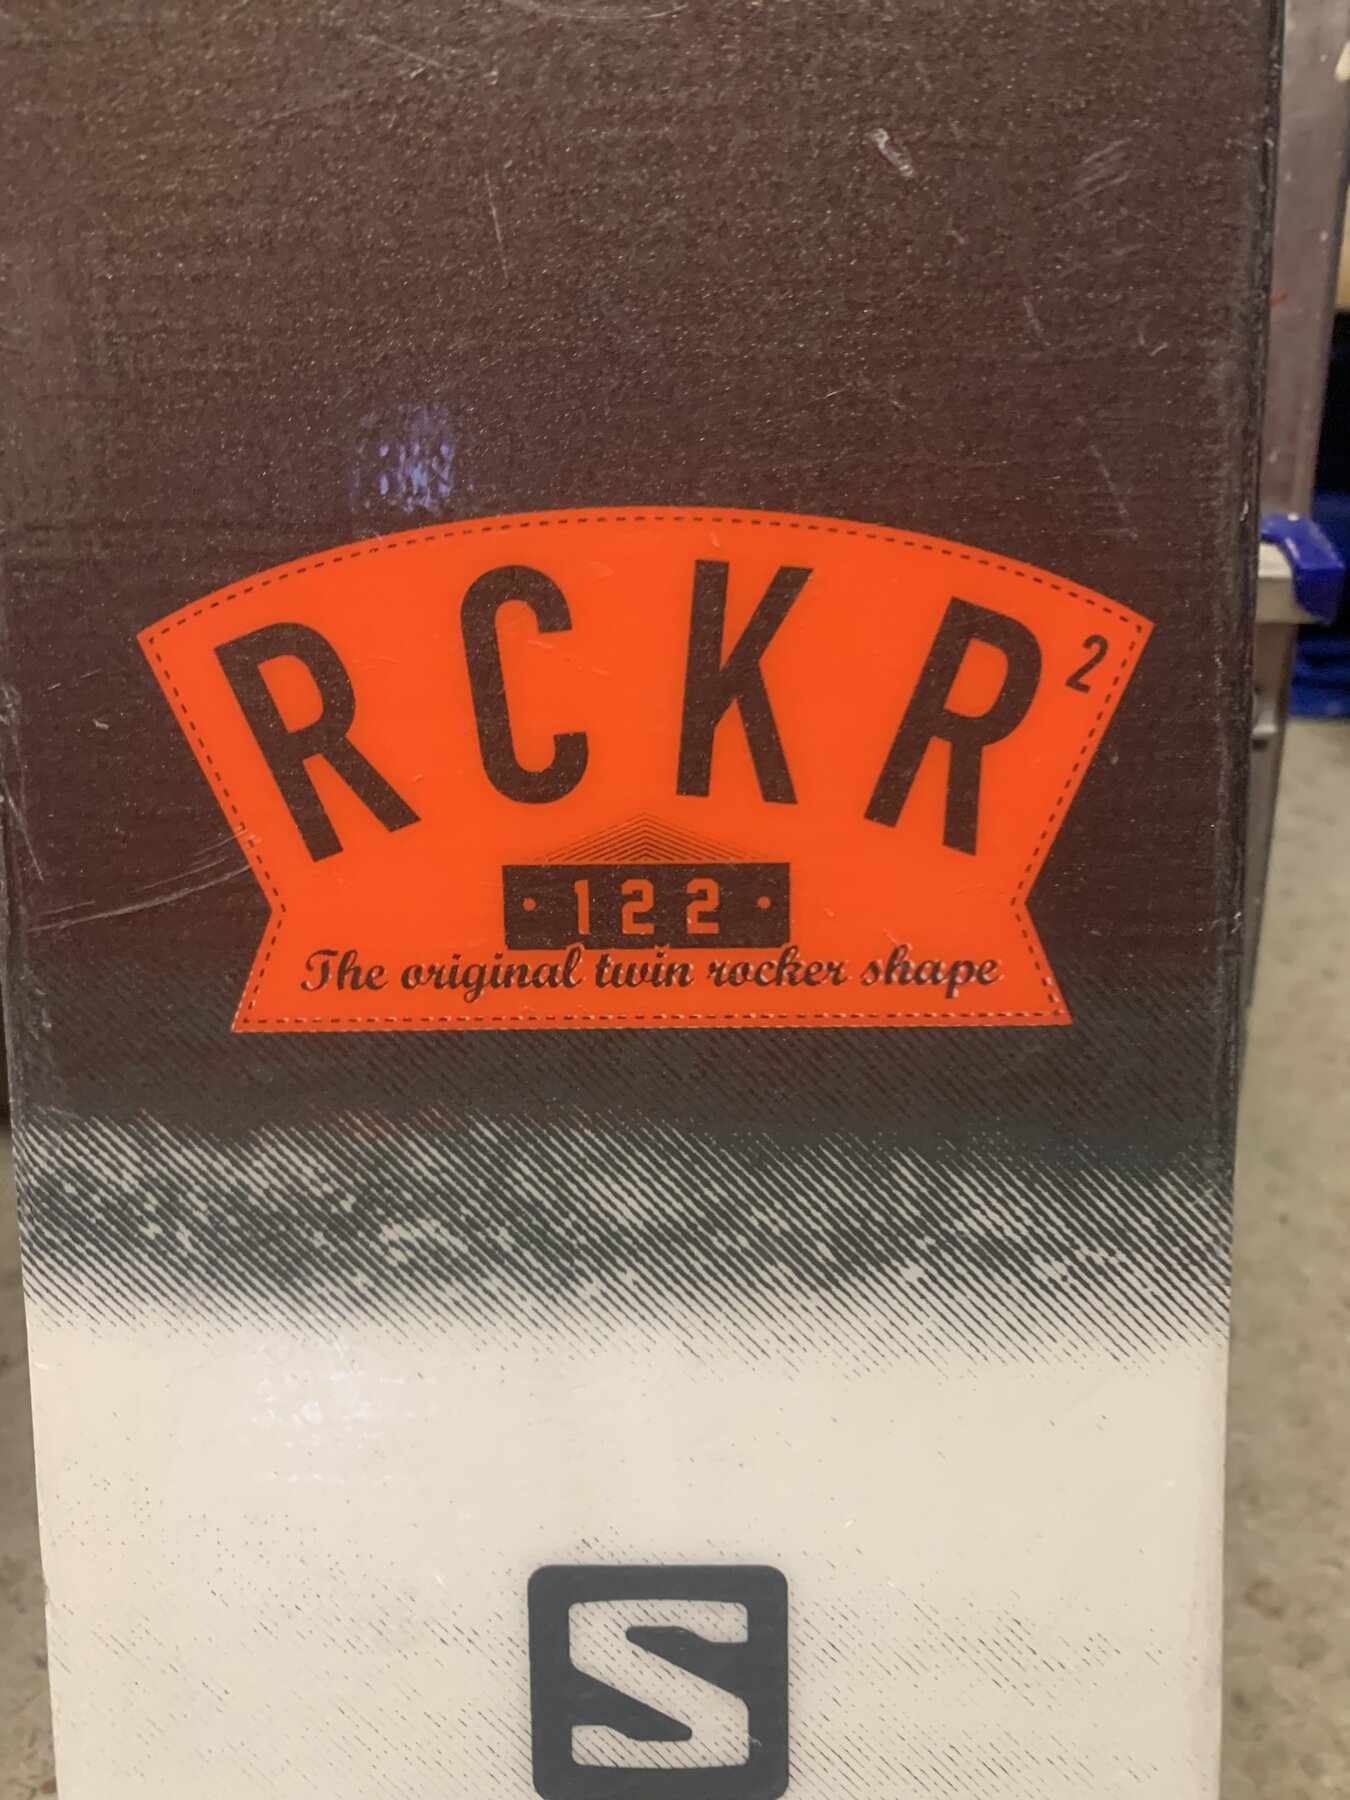 RCKR²
· 122 ·
The original twin rocker shape
S